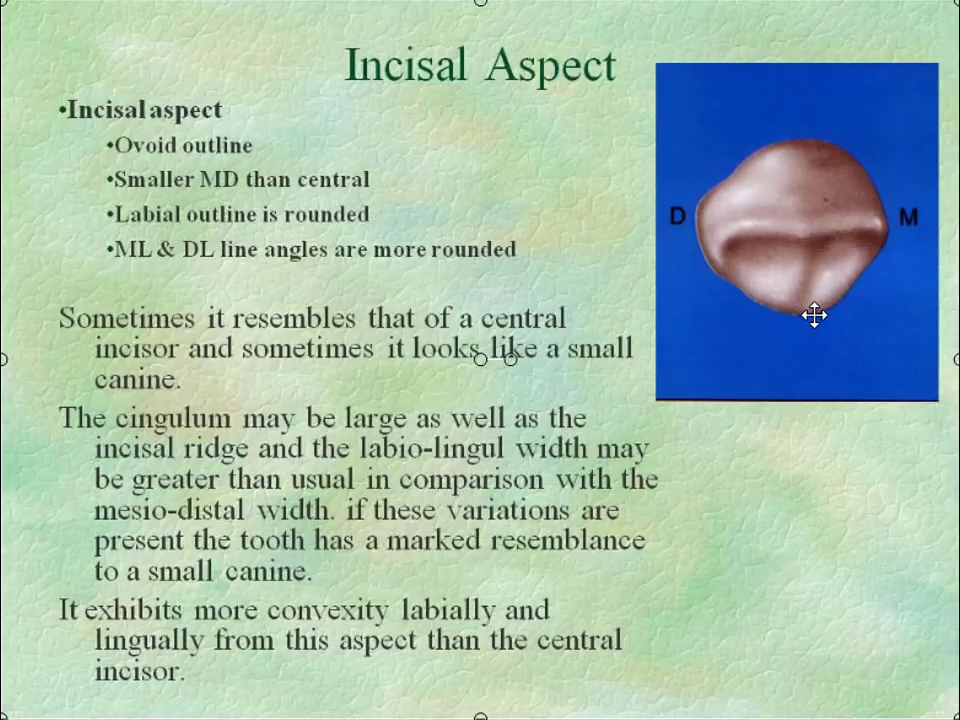 Incisal Aspect
•Incisal aspect
•Ovoid outline
•Smaller MD than central
•Labial outline is rounded
•ML & DL line angles are more rounded
D
M
Sometimes it resembles that of a central
incisor and sometimes it looks like a small
canine.
The cingulum may be large as well as the
incisal ridge and the labio-lingul width may
be greater than usual in comparison with the
mesio-distal width. if these variations are
present the tooth has a marked resemblance
to a small canine.
It exhibits more convexity labially and
lingually from this aspect than the central
incisor.